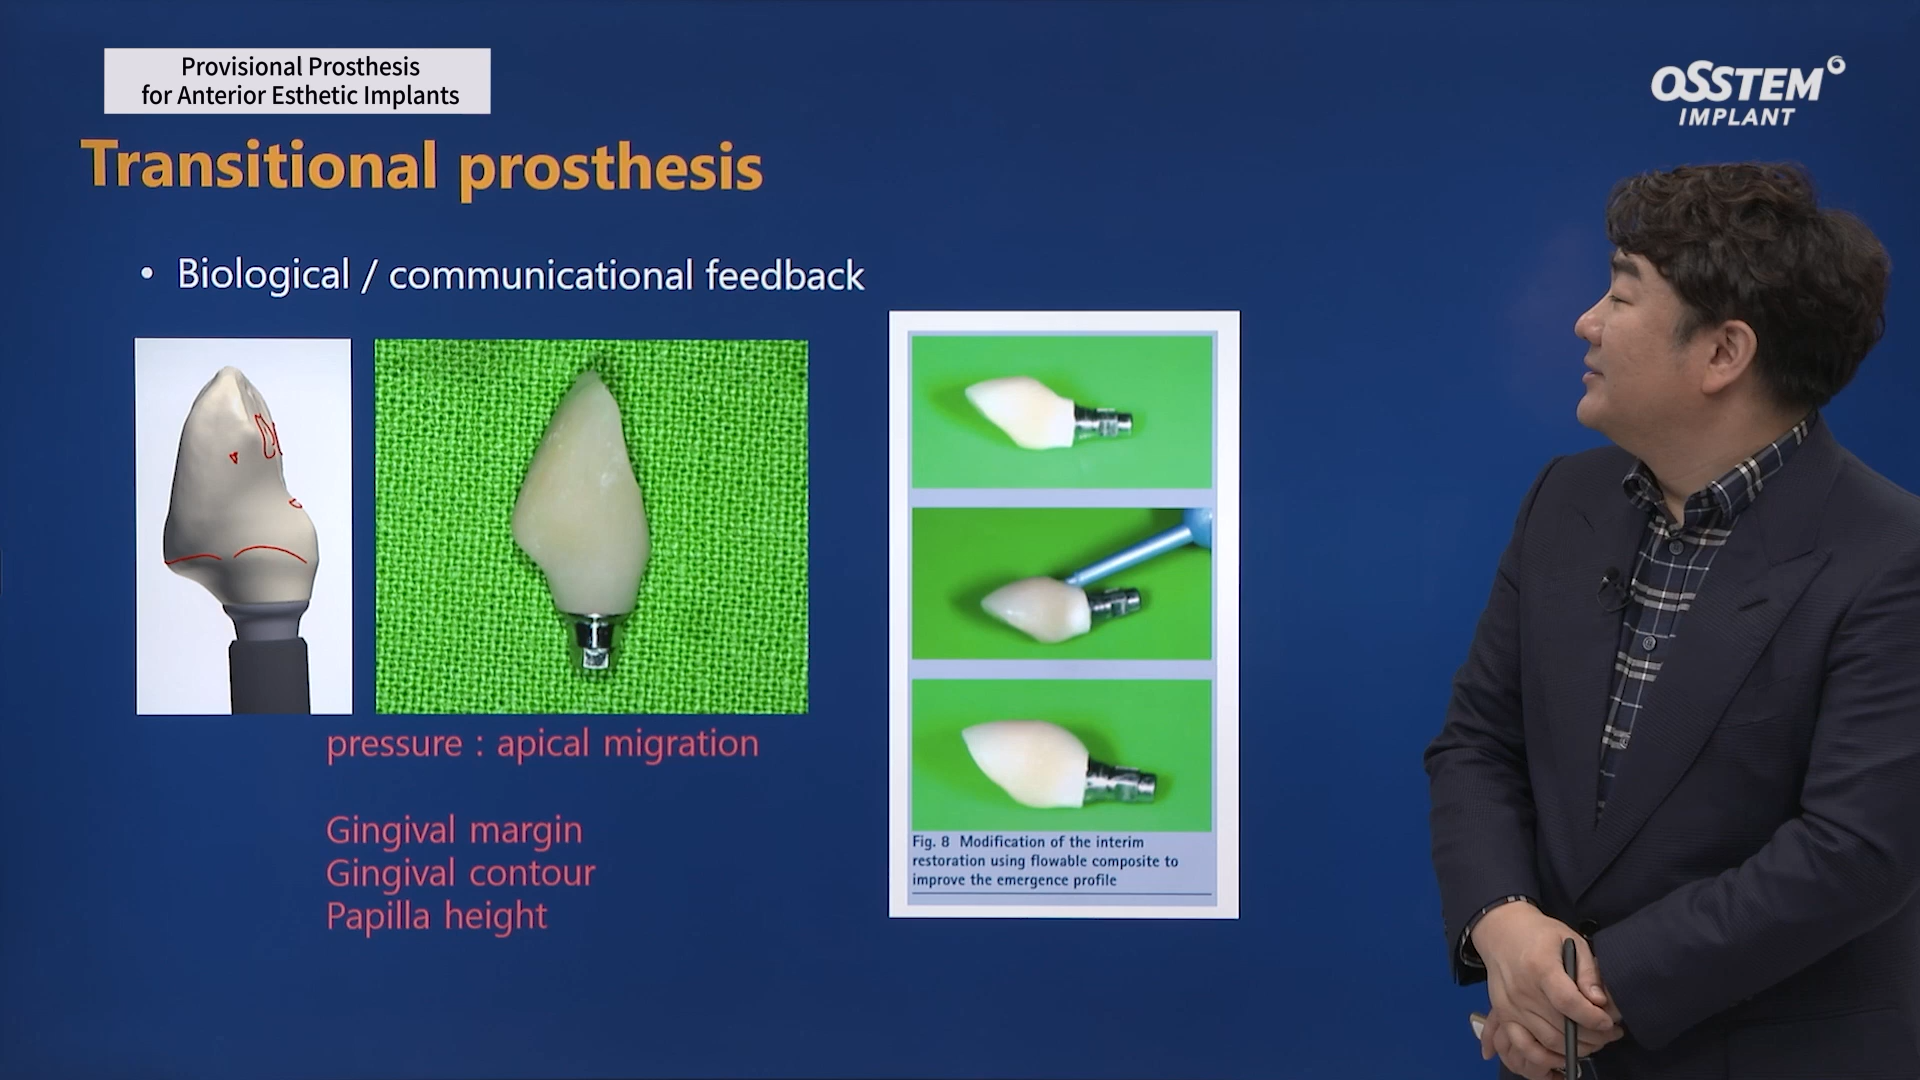 Provisional Prosthesis
for Anterior Esthetic Implants
OSSTEM
IMPLANT
Transitional prosthesis
• Biological / communicational feedback
pressure : apical migration
Gingival margin
Gingival contour
Papilla height
Fig. 8 Modification of the interim
restoration using flowable composite to
improve the emergence profile